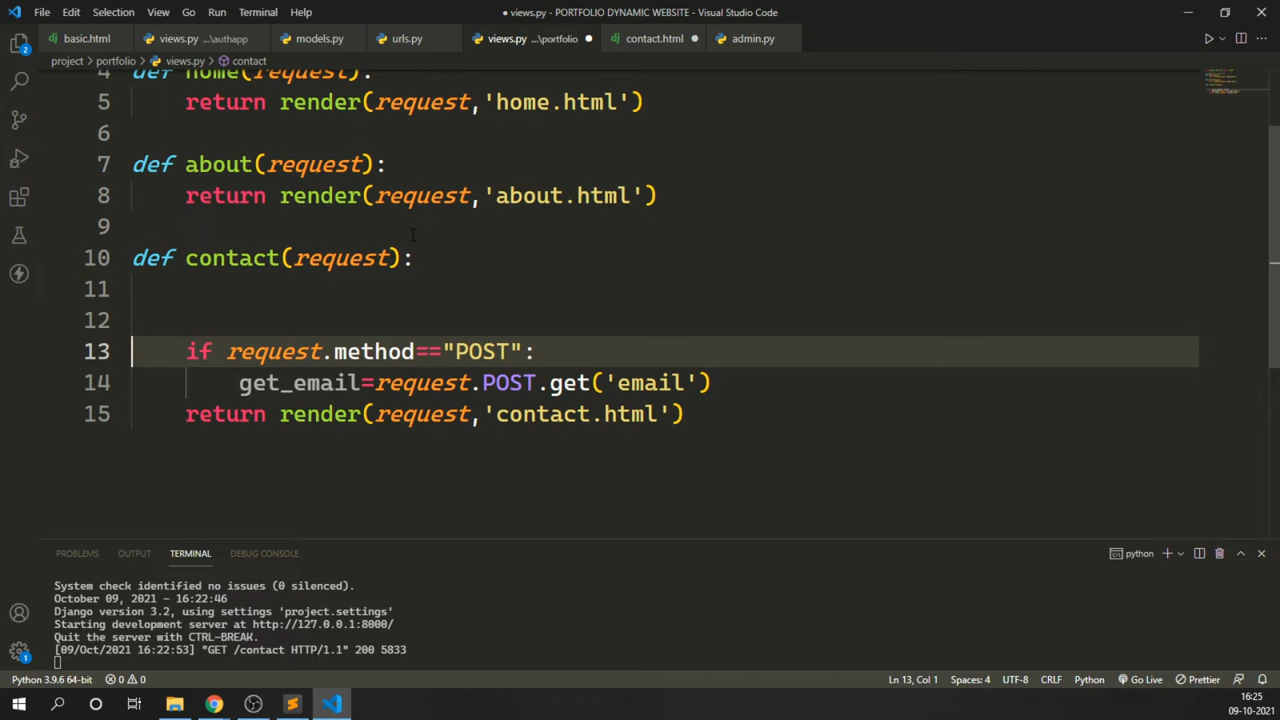 File Edit Selection View Go Run Terminal Help
● views.py - PORTFOLIO DYNAMIC WEBSITE - Visual Studio Code
basic.html views.py ...\authapp models.py urls.py views.py ...\portfolio ● contact.html ● admin.py
project > portfolio > views.py > contact
4 def home(request):
5 return render(request,'home.html')
6
7 def about(request):
8 return render(request,'about.html')
9
10 def contact(request):
11
12
13 if request.method=="POST":
14 get_email=request.POST.get('email')
15 return render(request,'contact.html')
PROBLEMS OUTPUT TERMINAL DEBUG CONSOLE
python
System check identified no issues (0 silenced).
October 09, 2021 - 16:22:46
Django version 3.2, using settings 'project.settings'
Starting development server at http://127.0.0.1:8000/
Quit the server with CTRL-BREAK.
[09/Oct/2021 16:22:53] "GET /contact HTTP/1.1" 200 5833
2
1
Python 3.9.6 64-bit 0 0 Ln 13, Col 1 Spaces: 4 UTF-8 CRLF Python Go Live Prettier
16:25
09-10-2021